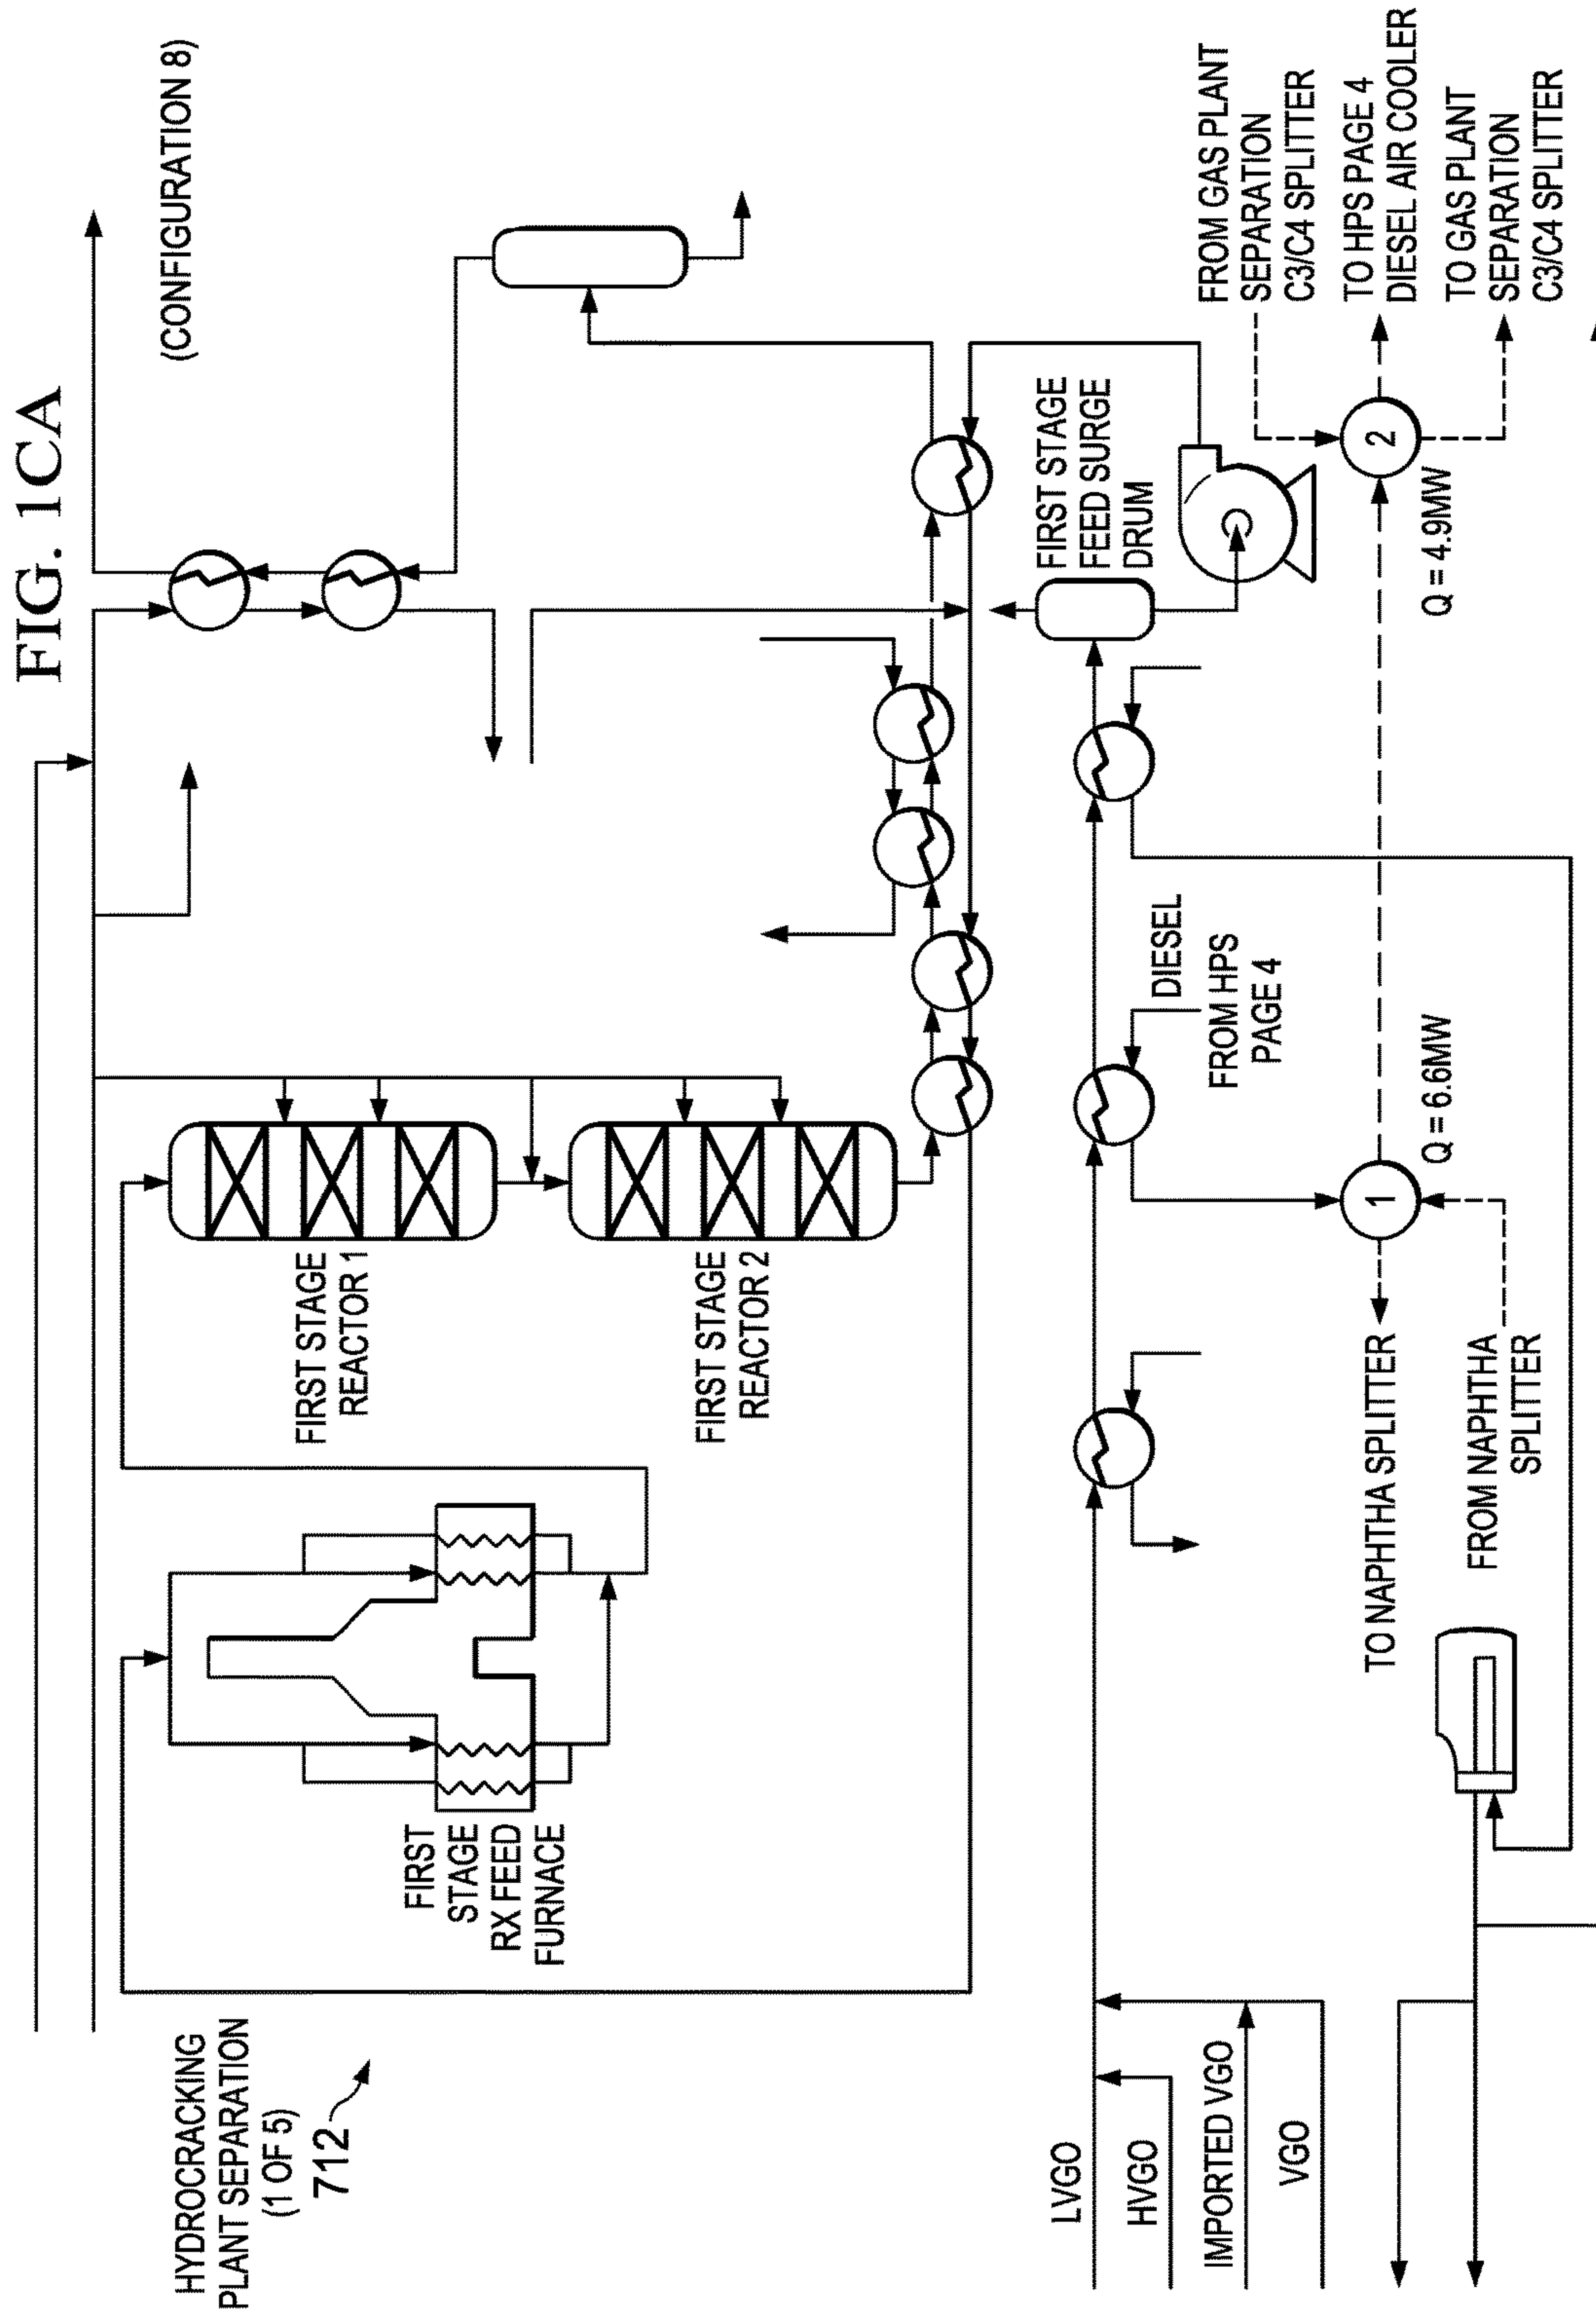 FIG. 1CA
(CONFIGURATION 8)
HYDROCRACKING
PLANT SEPARATION
(1 OF 5)
712
FIRST
STAGE
RX FEED
FURNACE
FIRST STAGE
REACTOR 1
FIRST STAGE
REACTOR 2
FIRST STAGE
FEED SURGE
DRUM
LVGO
HVGO
IMPORTED VGO
VGO
DIESEL
FROM HPS
PAGE 4
TO NAPHTHA SPLITTER
FROM NAPHTHA
SPLITTER
1
Q = 6.6MW
2
Q = 4.9MW
FROM GAS PLANT
SEPARATION
C3/C4 SPLITTER
TO HPS PAGE 4
DIESEL AIR COOLER
TO GAS PLANT
SEPARATION
C3/C4 SPLITTER